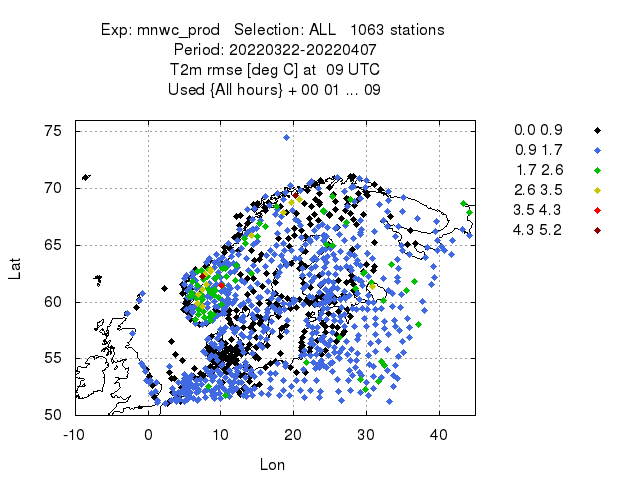 Exp: mnwc_prod   Selection: ALL   1063 stations
Period: 20220322-20220407
T2m rmse [deg C] at  09 UTC
Used {All hours} + 00 01 ... 09
0.0 0.9
0.9 1.7
1.7 2.6
2.6 3.5
3.5 4.3
4.3 5.2
75
70
65
60
55
50
Lat
-10 0 10 20 30 40
Lon